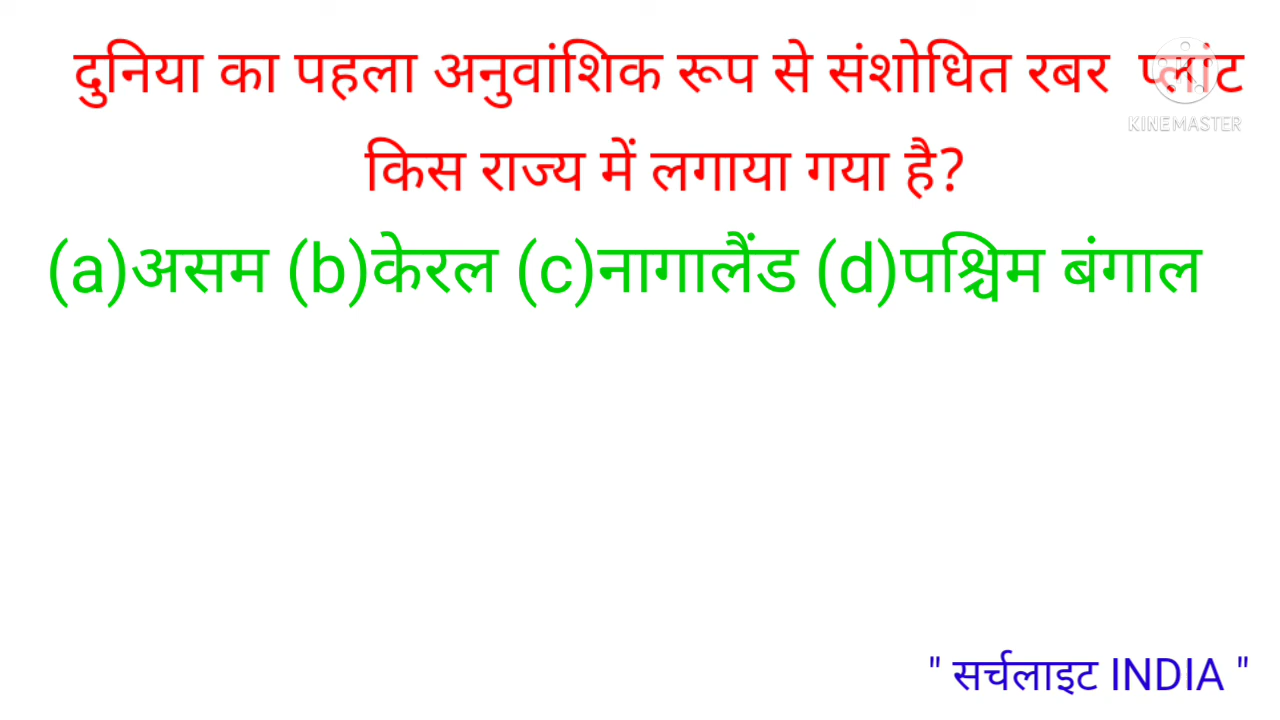 दुनिया का पहला अनुवांशिक रूप से संशोधित रबर प्लांट
KINEMASTER
किस राज्य में लगाया गया है?
(a)असम (b)केरल (c)नागालैंड (d)पश्चिम बंगाल
" सर्चलाइट INDIA "